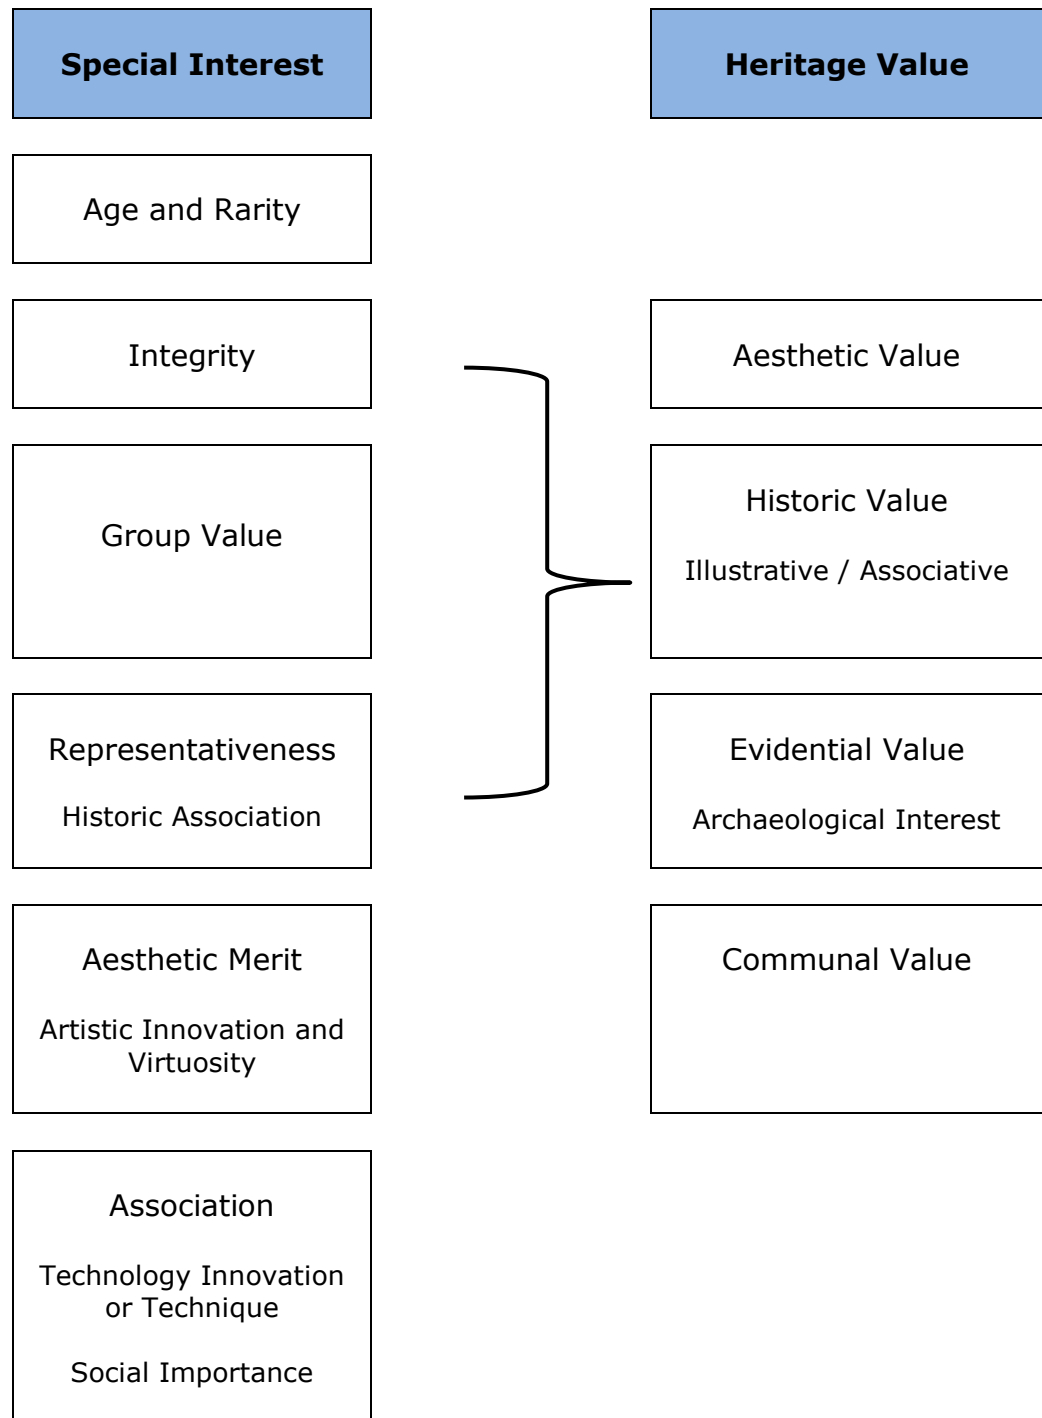 Special Interest
Heritage Value
Age and Rarity
Integrity
Aesthetic Value
Group Value
Historic Value
Illustrative / Associative
Representativeness
Historic Association
Evidential Value
Archaeological Interest
Aesthetic Merit
Artistic Innovation and
Virtuosity
Communal Value
Association
Technology Innovation
or Technique
Social Importance